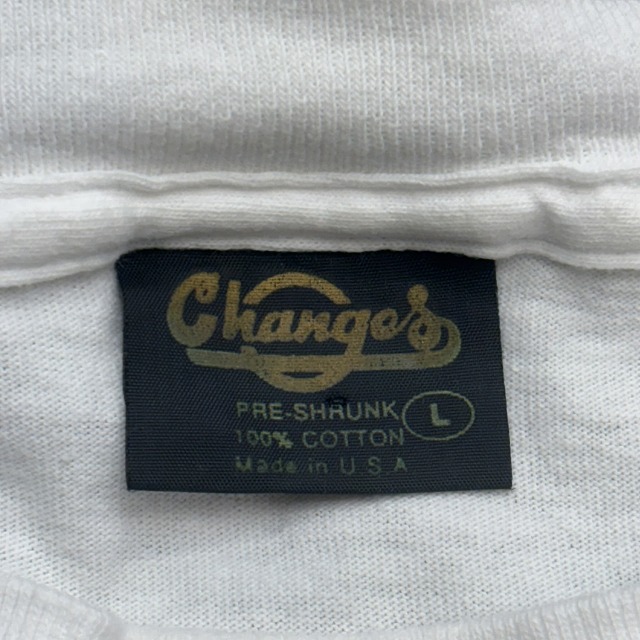 Changes
PRE-SHRUNK
100% COTTON
Made in U.S.A
L